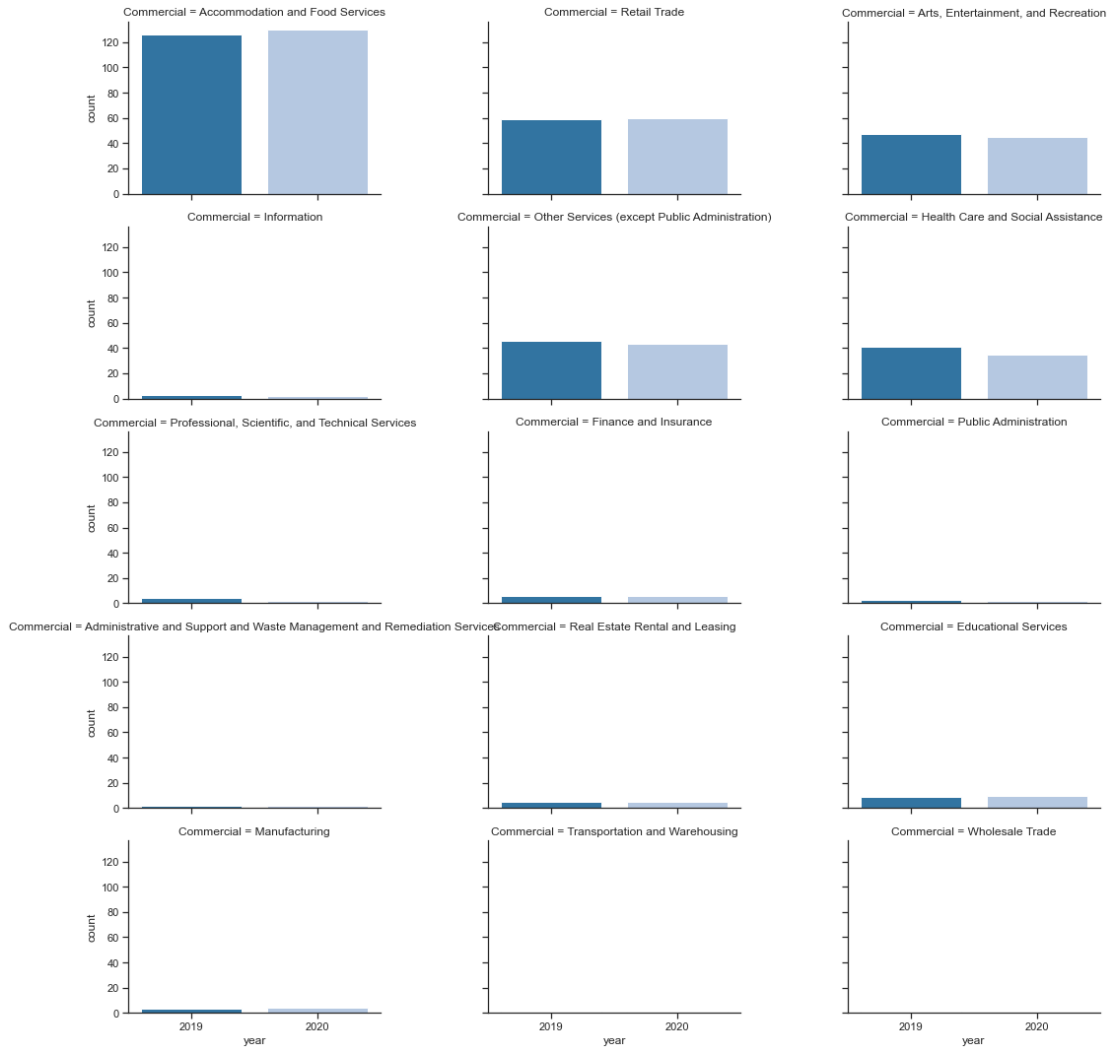 Commercial = Accommodation and Food Services
Commercial = Retail Trade
Commercial = Arts, Entertainment, and Recreation
120
100
80
60
40
20
0
count
Commercial = Information
Commercial = Other Services (except Public Administration)
Commercial = Health Care and Social Assistance
120
100
80
60
40
20
0
count
Commercial = Professional, Scientific, and Technical Services
Commercial = Finance and Insurance
Commercial = Public Administration
120
100
80
60
40
20
0
count
Commercial = Administrative and Support and Waste Management and Remediation Services
Commercial = Real Estate Rental and Leasing
Commercial = Educational Services
120
100
80
60
40
20
0
count
Commercial = Manufacturing
Commercial = Transportation and Warehousing
Commercial = Wholesale Trade
120
100
80
60
40
20
0
count
2019
2020
year
2019
2020
year
2019
2020
year